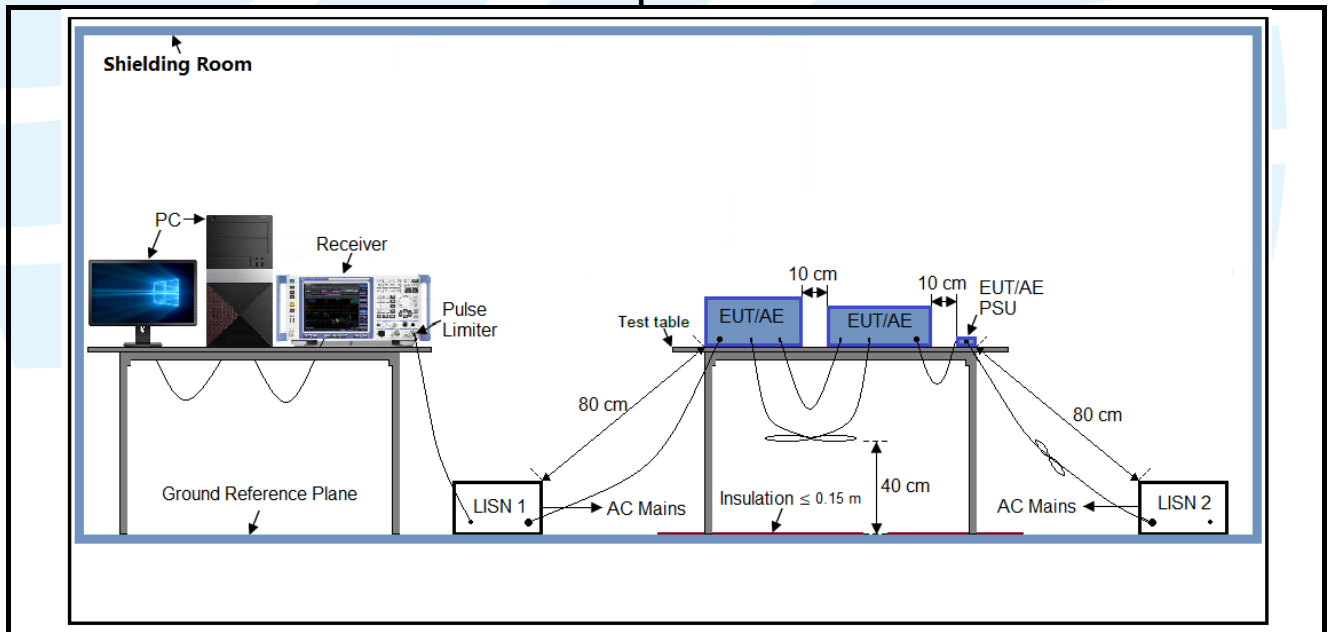 Shielding Room
PC
Receiver
Pulse
Limiter
10 cm
10 cm
EUT/AE
PSU
EUT/AE
EUT/AE
Test table
80 cm
80 cm
40 cm
Ground Reference Plane
LISN 1
AC Mains
Insulation ≤ 0.15 m
AC Mains
LISN 2